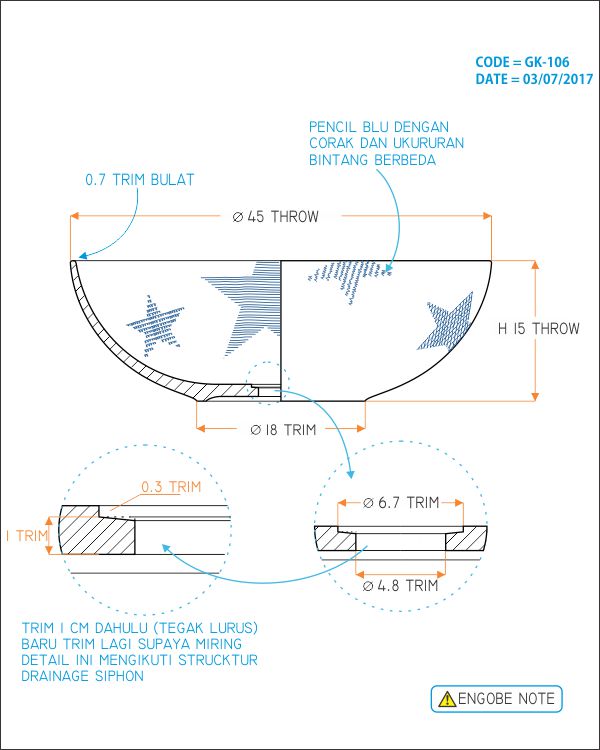 CODE = GK-106
DATE = 03/07/2017
PENCIL BLU DENGAN
CORAK DAN UKURURAN
BINTANG BERBEDA
0.7 TRIM BULAT
Ø 45 THROW
H 15 THROW
Ø 18 TRIM
0.3 TRIM
1 TRIM
Ø 6.7 TRIM
Ø 4.8 TRIM
TRIM 1 CM DAHULU (TEGAK LURUS)
BARU TRIM LAGI SUPAYA MIRING
DETAIL INI MENGIKUTI STRUCKTUR
DRAINAGE SIPHON
ENGOBE NOTE